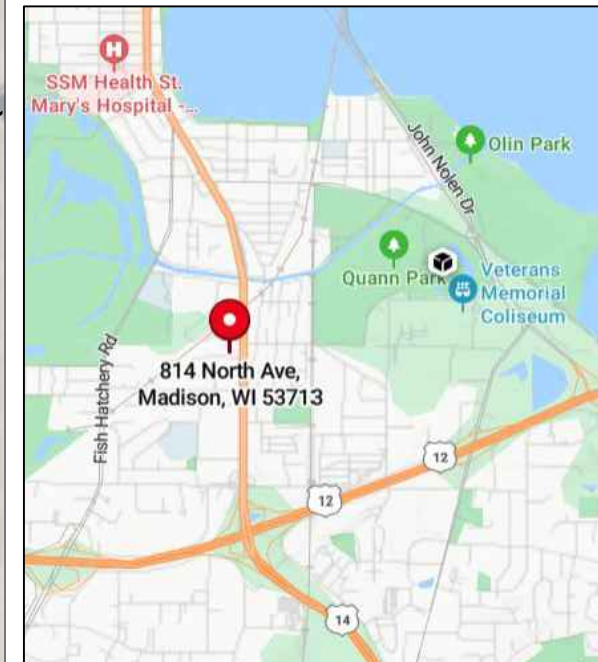 H
SSM Health St.
Mary's Hospital -...
John Nolen Dr
Olin Park
Quann Park
Veterans
Memorial
Coliseum
814 North Ave,
Madison, WI 53713
Fish Hatchery Rd
12
12
14